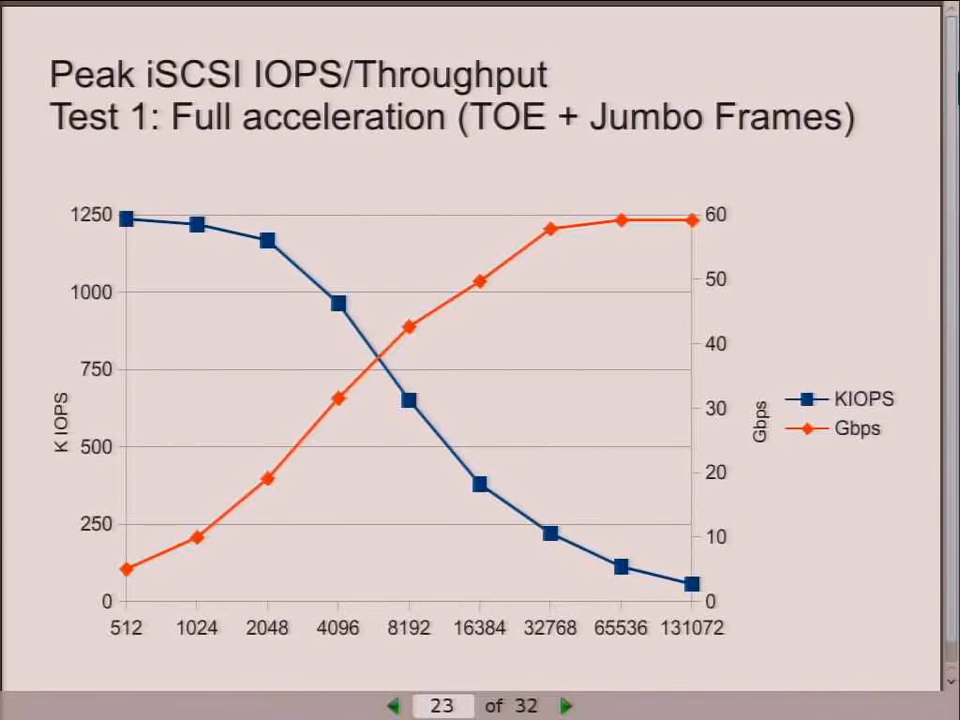 Peak iSCSI IOPS/Throughput
Test 1: Full acceleration (TOE + Jumbo Frames)
1250
1000
750
500
250
0
K IOPS
60
50
40
30
20
10
0
Gbps
KIOPS
Gbps
512 1024 2048 4096 8192 16384 32768 65536 131072
23 of 32